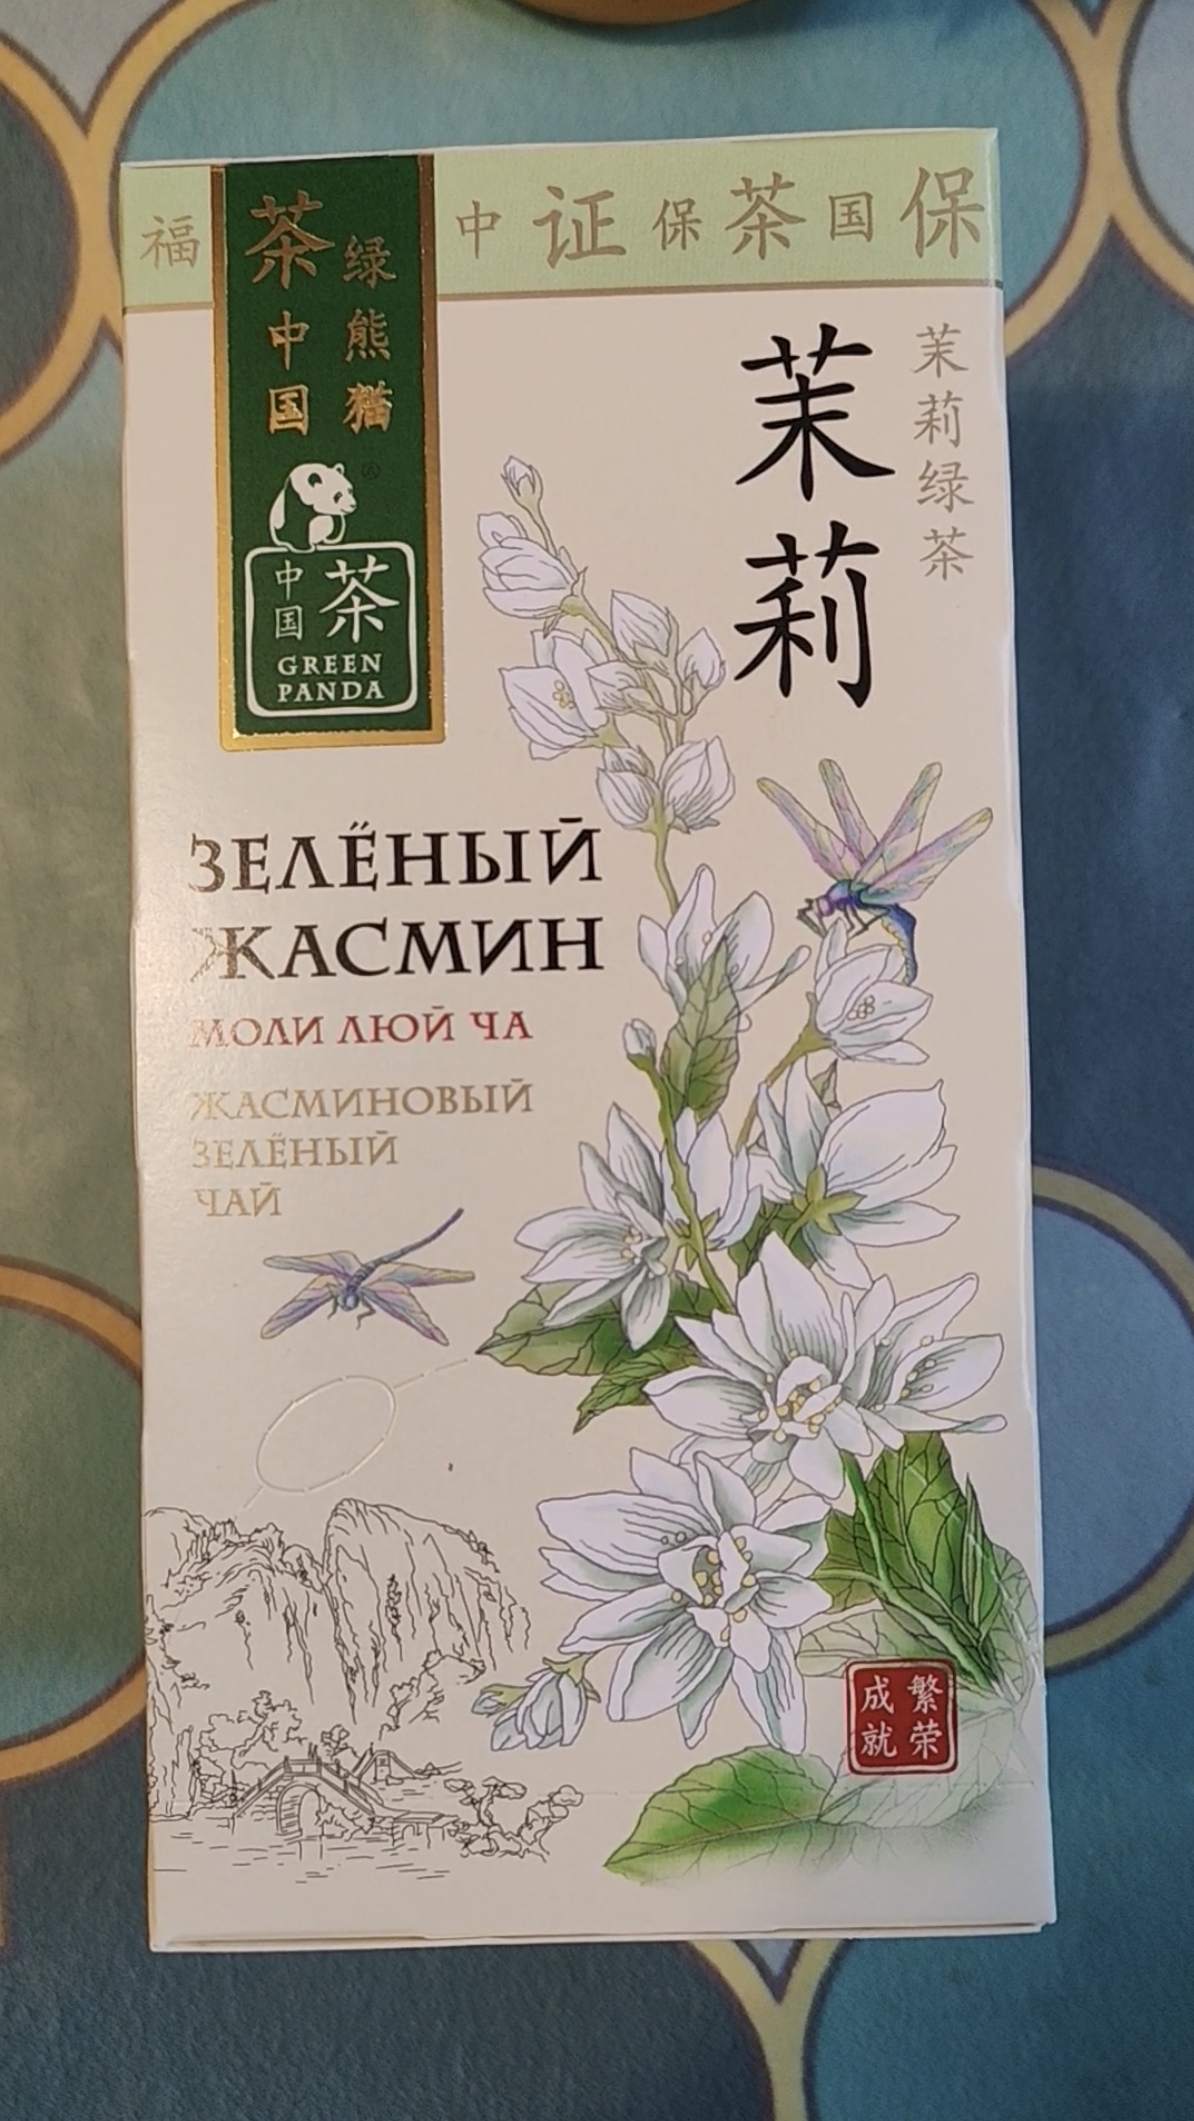 福
中证保茶国保
绿熊猫
茶中国
®
中国
茶
GREEN
PANDA
茉莉绿茶
茉莉
ЗЕЛЁНЫЙ
ЖАСМИН
МОЛИ ЛЮЙ ЧА
ЖАСМИНОВЫЙ
ЗЕЛЁНЫЙ
ЧАЙ
繁荣
成就